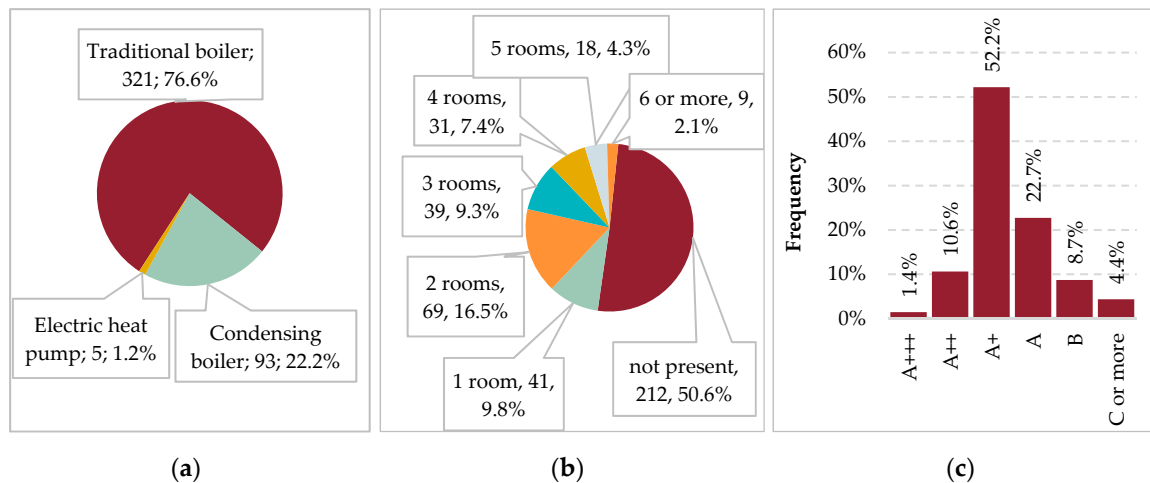 Traditional boiler;
321; 76.6%
Electric heat
pump; 5; 1.2%
Condensing
boiler; 93; 22.2%
(a)
5 rooms, 18, 4.3%
4 rooms,
31, 7.4%
6 or more, 9,
2.1%
3 rooms,
39, 9.3%
2 rooms,
69, 16.5%
1 room, 41,
9.8%
not present,
212, 50.6%
(b)
Frequency
60%
50%
40%
30%
20%
10%
0%
1.4%
10.6%
52.2%
22.7%
8.7%
4.4%
A+++
A++
A+
A
B
C or more
(c)